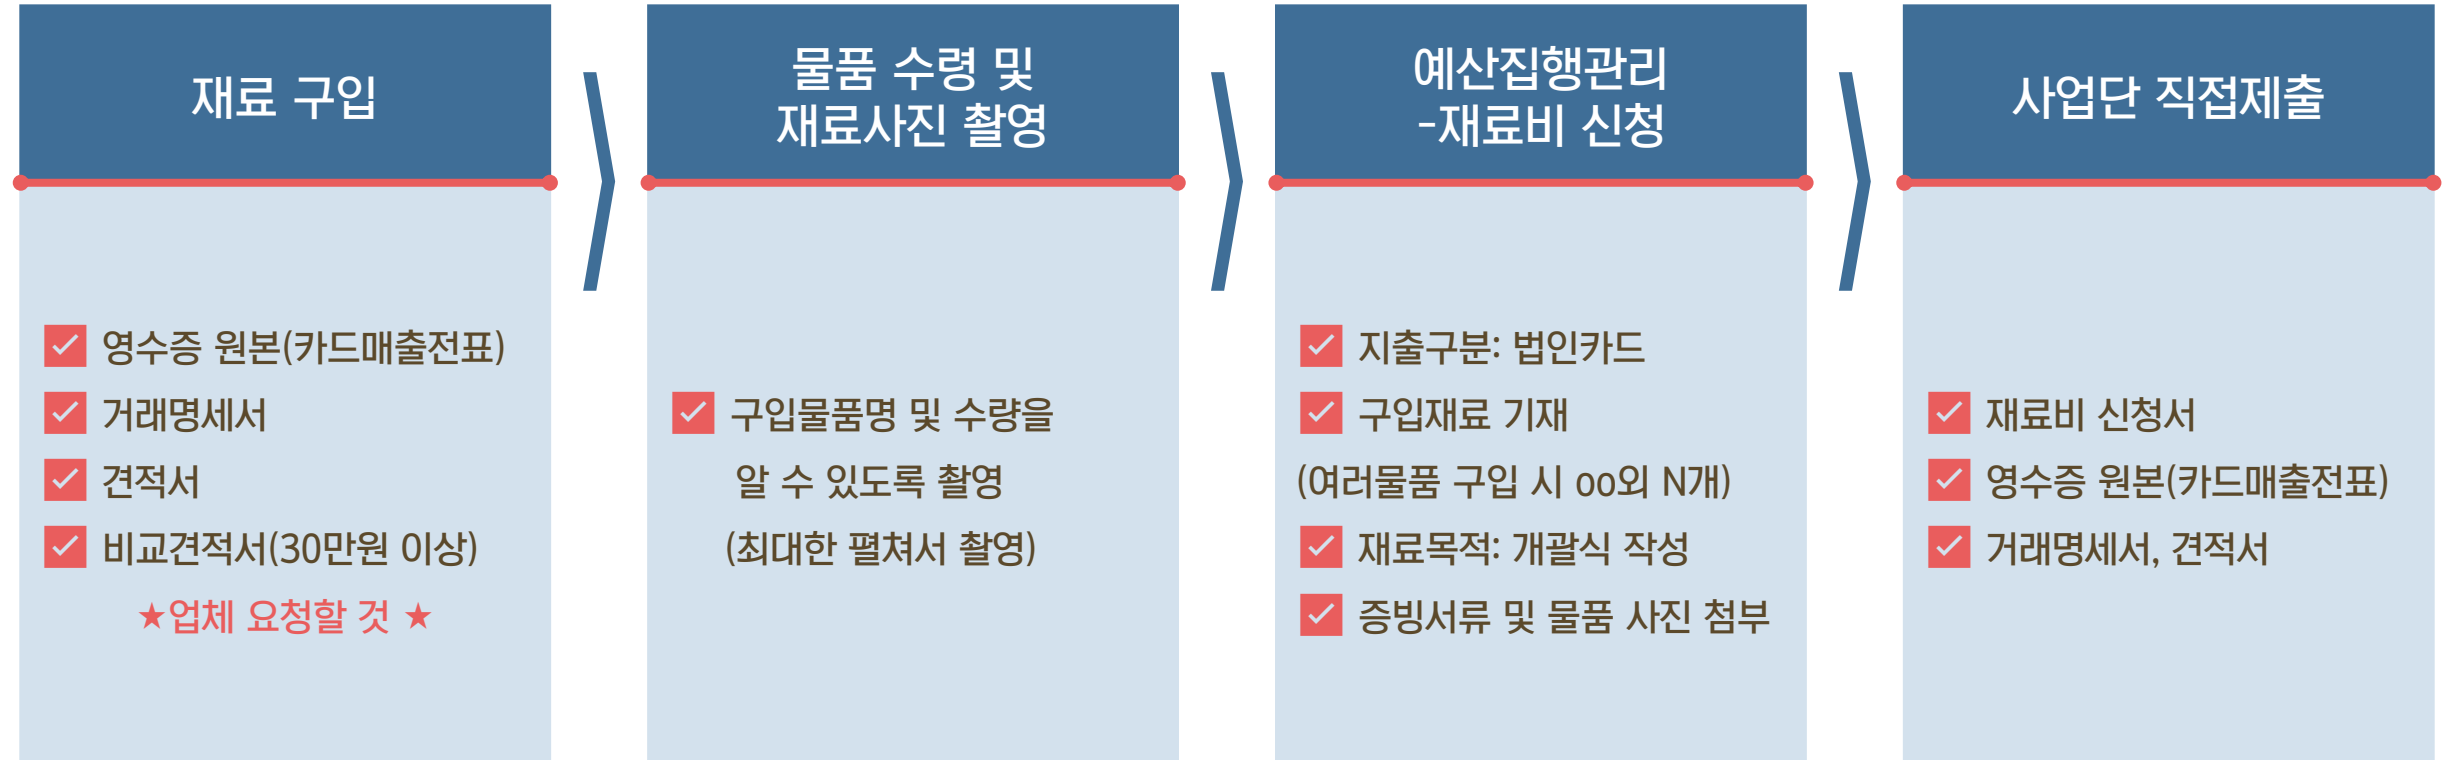 재료 구입
☑ 영수증 원본(카드매출전표)
☑ 거래명세서
☑ 견적서
☑ 비교견적서(30만원 이상)
★업체 요청할 것 ★
물품 수령 및
재료사진 촬영
☑ 구입물품명 및 수량을
알 수 있도록 촬영
(최대한 펼쳐서 촬영)
예산집행관리
-재료비 신청
☑ 지출구분: 법인카드
☑ 구입재료 기재
(여러물품 구입 시 oo외 N개)
☑ 재료목적: 개괄식 작성
☑ 증빙서류 및 물품 사진 첨부
사업단 직접제출
☑ 재료비 신청서
☑ 영수증 원본(카드매출전표)
☑ 거래명세서, 견적서